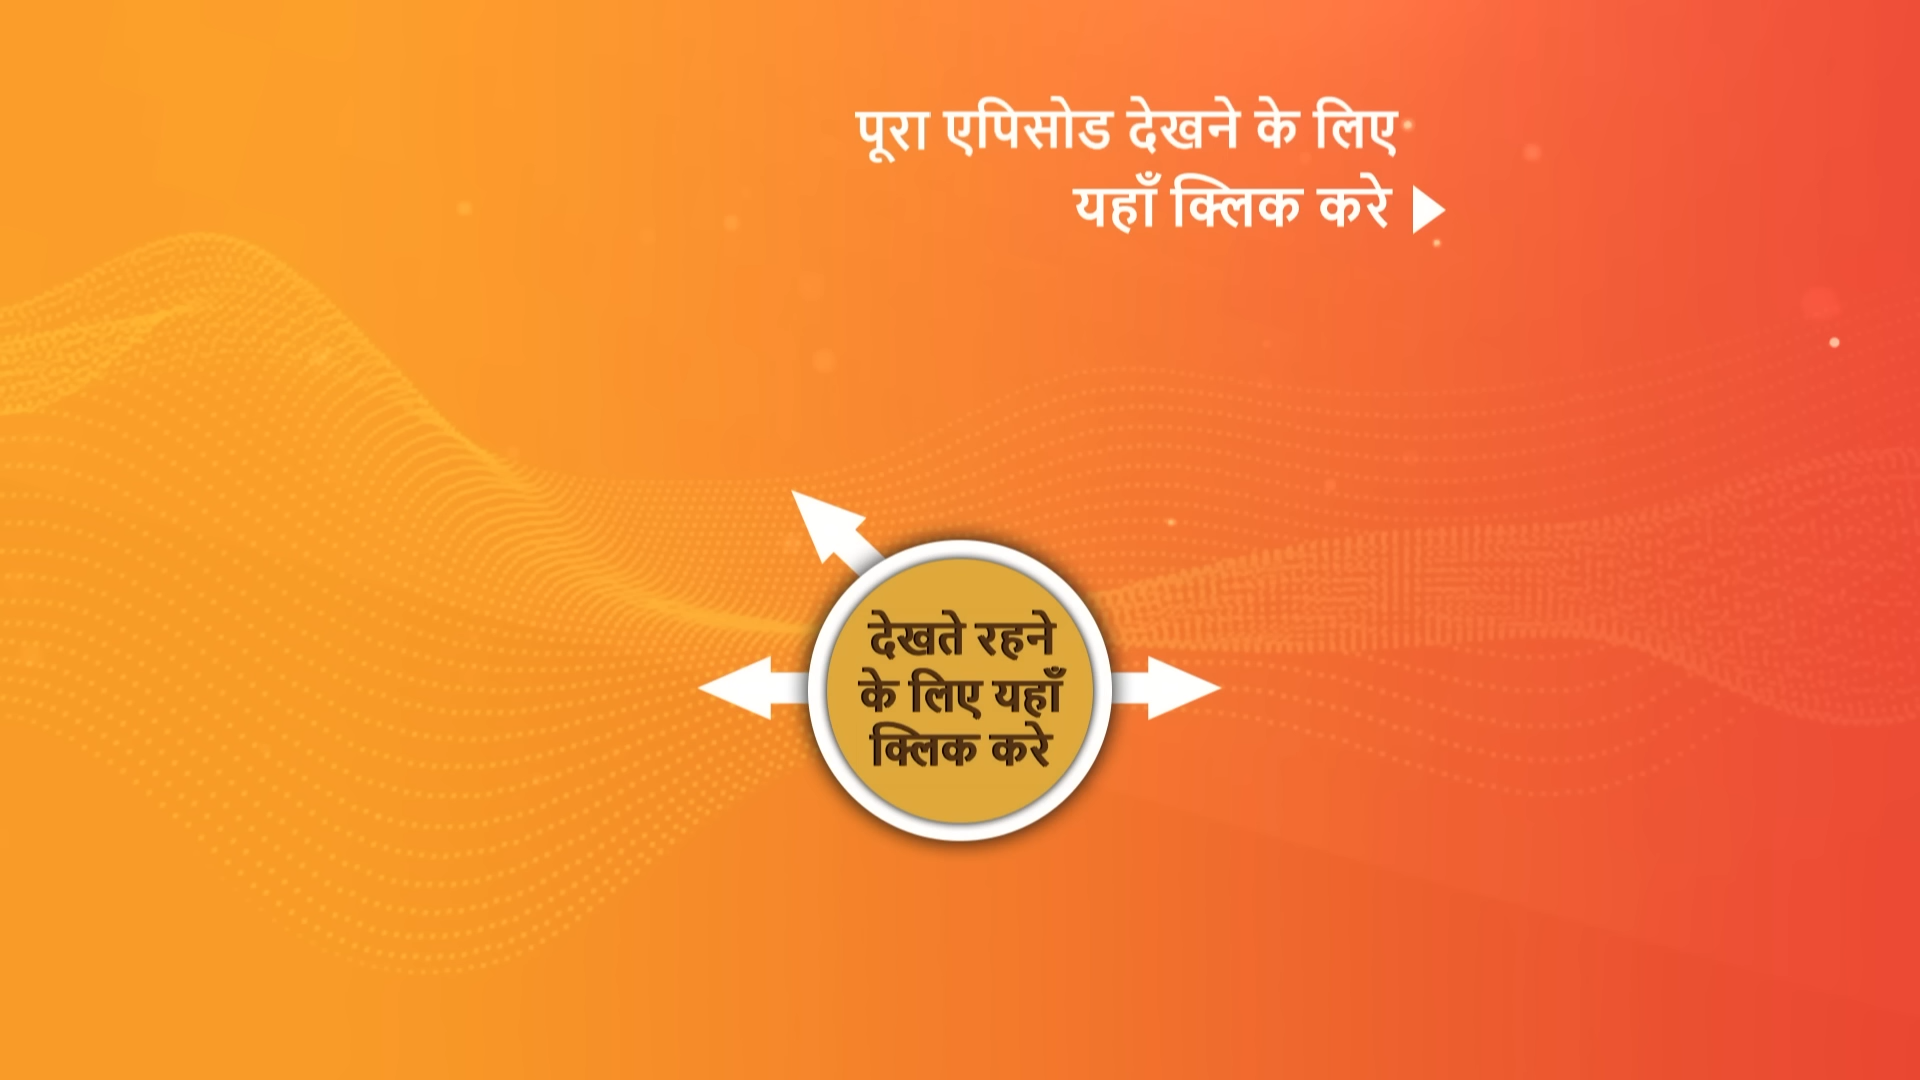 पूरा एपिसोड देखने के लिए
यहाँ क्लिक करे
देखते रहने
के लिए यहाँ
क्लिक करे